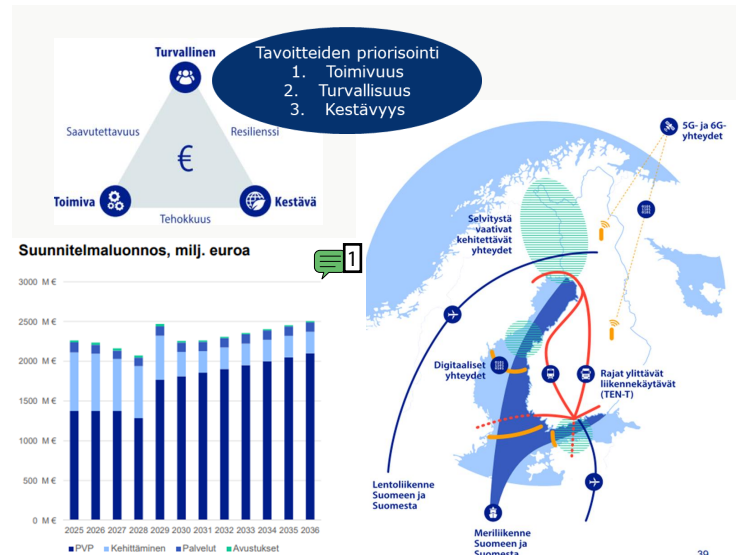 Turvallinen
Saavutettavuus
Resilienssi
€
Toimiva
Kestävä
Tehokkuus
Tavoitteiden priorisointi
1. Toimivuus
2. Turvallisuus
3. Kestävyys
Suunnitelmaluonnos, milj. euroa
1
3000 M€
2500 M€
2000 M€
1500 M€
1000 M€
500 M€
0 M€
2025 2026 2027 2028 2029 2030 2031 2032 2033 2034 2035 2036
PVP Kehittäminen Palvelut Avustukset
5G- ja 6G-
yhteydet
Selvitystä
vaativat
kehitettävät
yhteydet
Digitaaliset
yhteydet
Rajat ylittävät
liikennekäytävät
(TEN-T)
Lentoliikenne
Suomeen ja
Suomesta
Meriliikenne
Suomeen ja
Suomesta
39